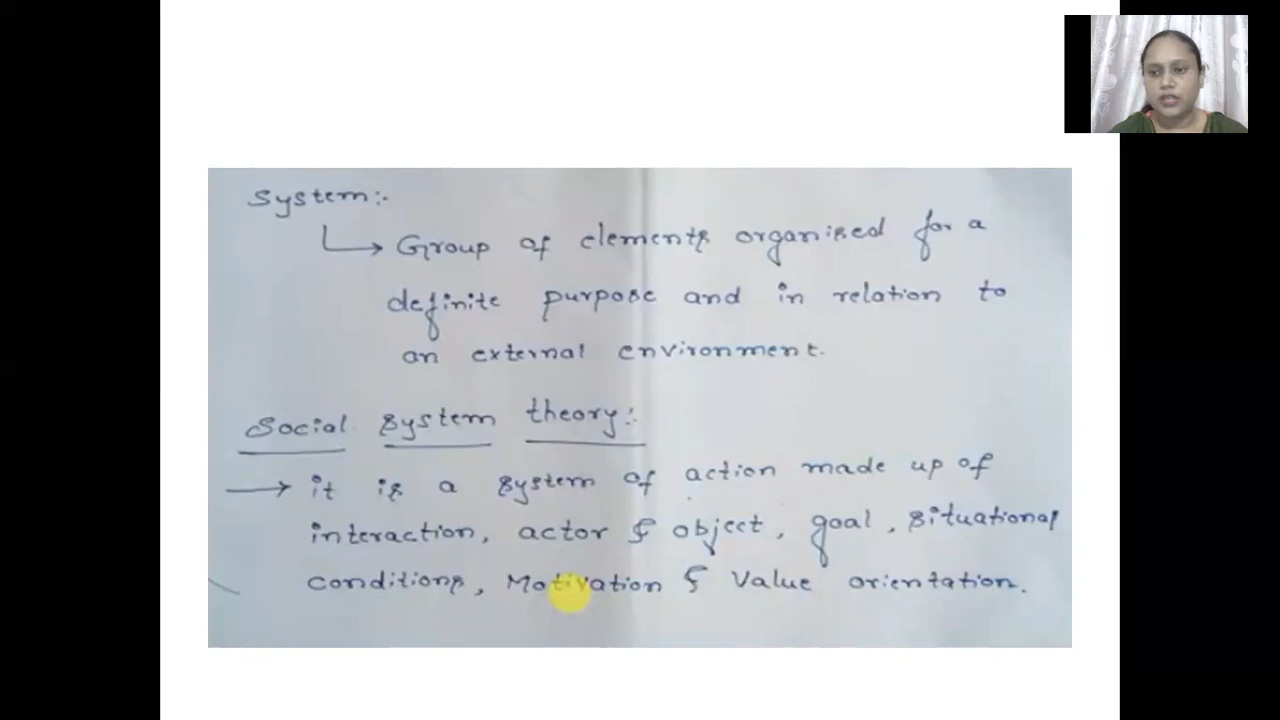 System:-
Group of elements organised for a
definite purpose and in relation to
an external environment.
Social system theory:-
→ it is a system of action made up of
interaction, actor & object, goal, situational
conditions, Motivation & Value orientation.